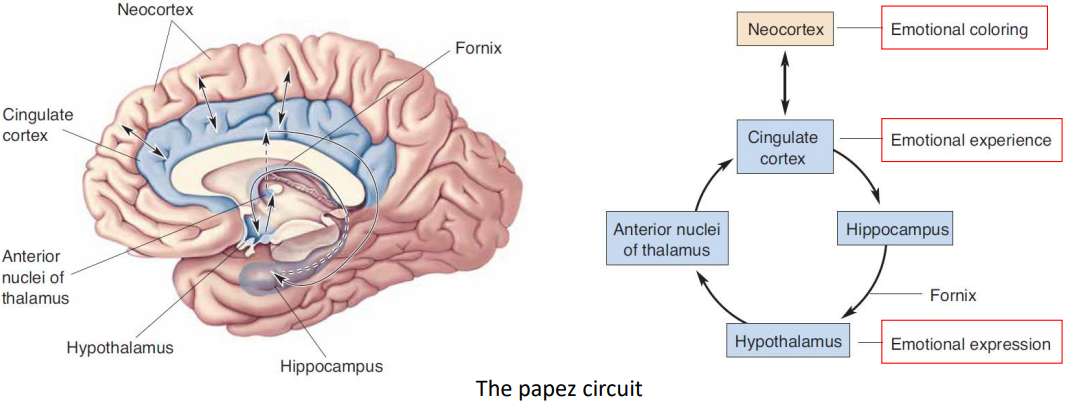 Neocortex
Fornix
Cingulate
cortex
Anterior
nuclei of
thalamus
Hypothalamus
Hippocampus
Neocortex
Emotional coloring
Cingulate
cortex
Emotional experience
Anterior nuclei
of thalamus
Hippocampus
Fornix
Hypothalamus
Emotional expression
The papez circuit